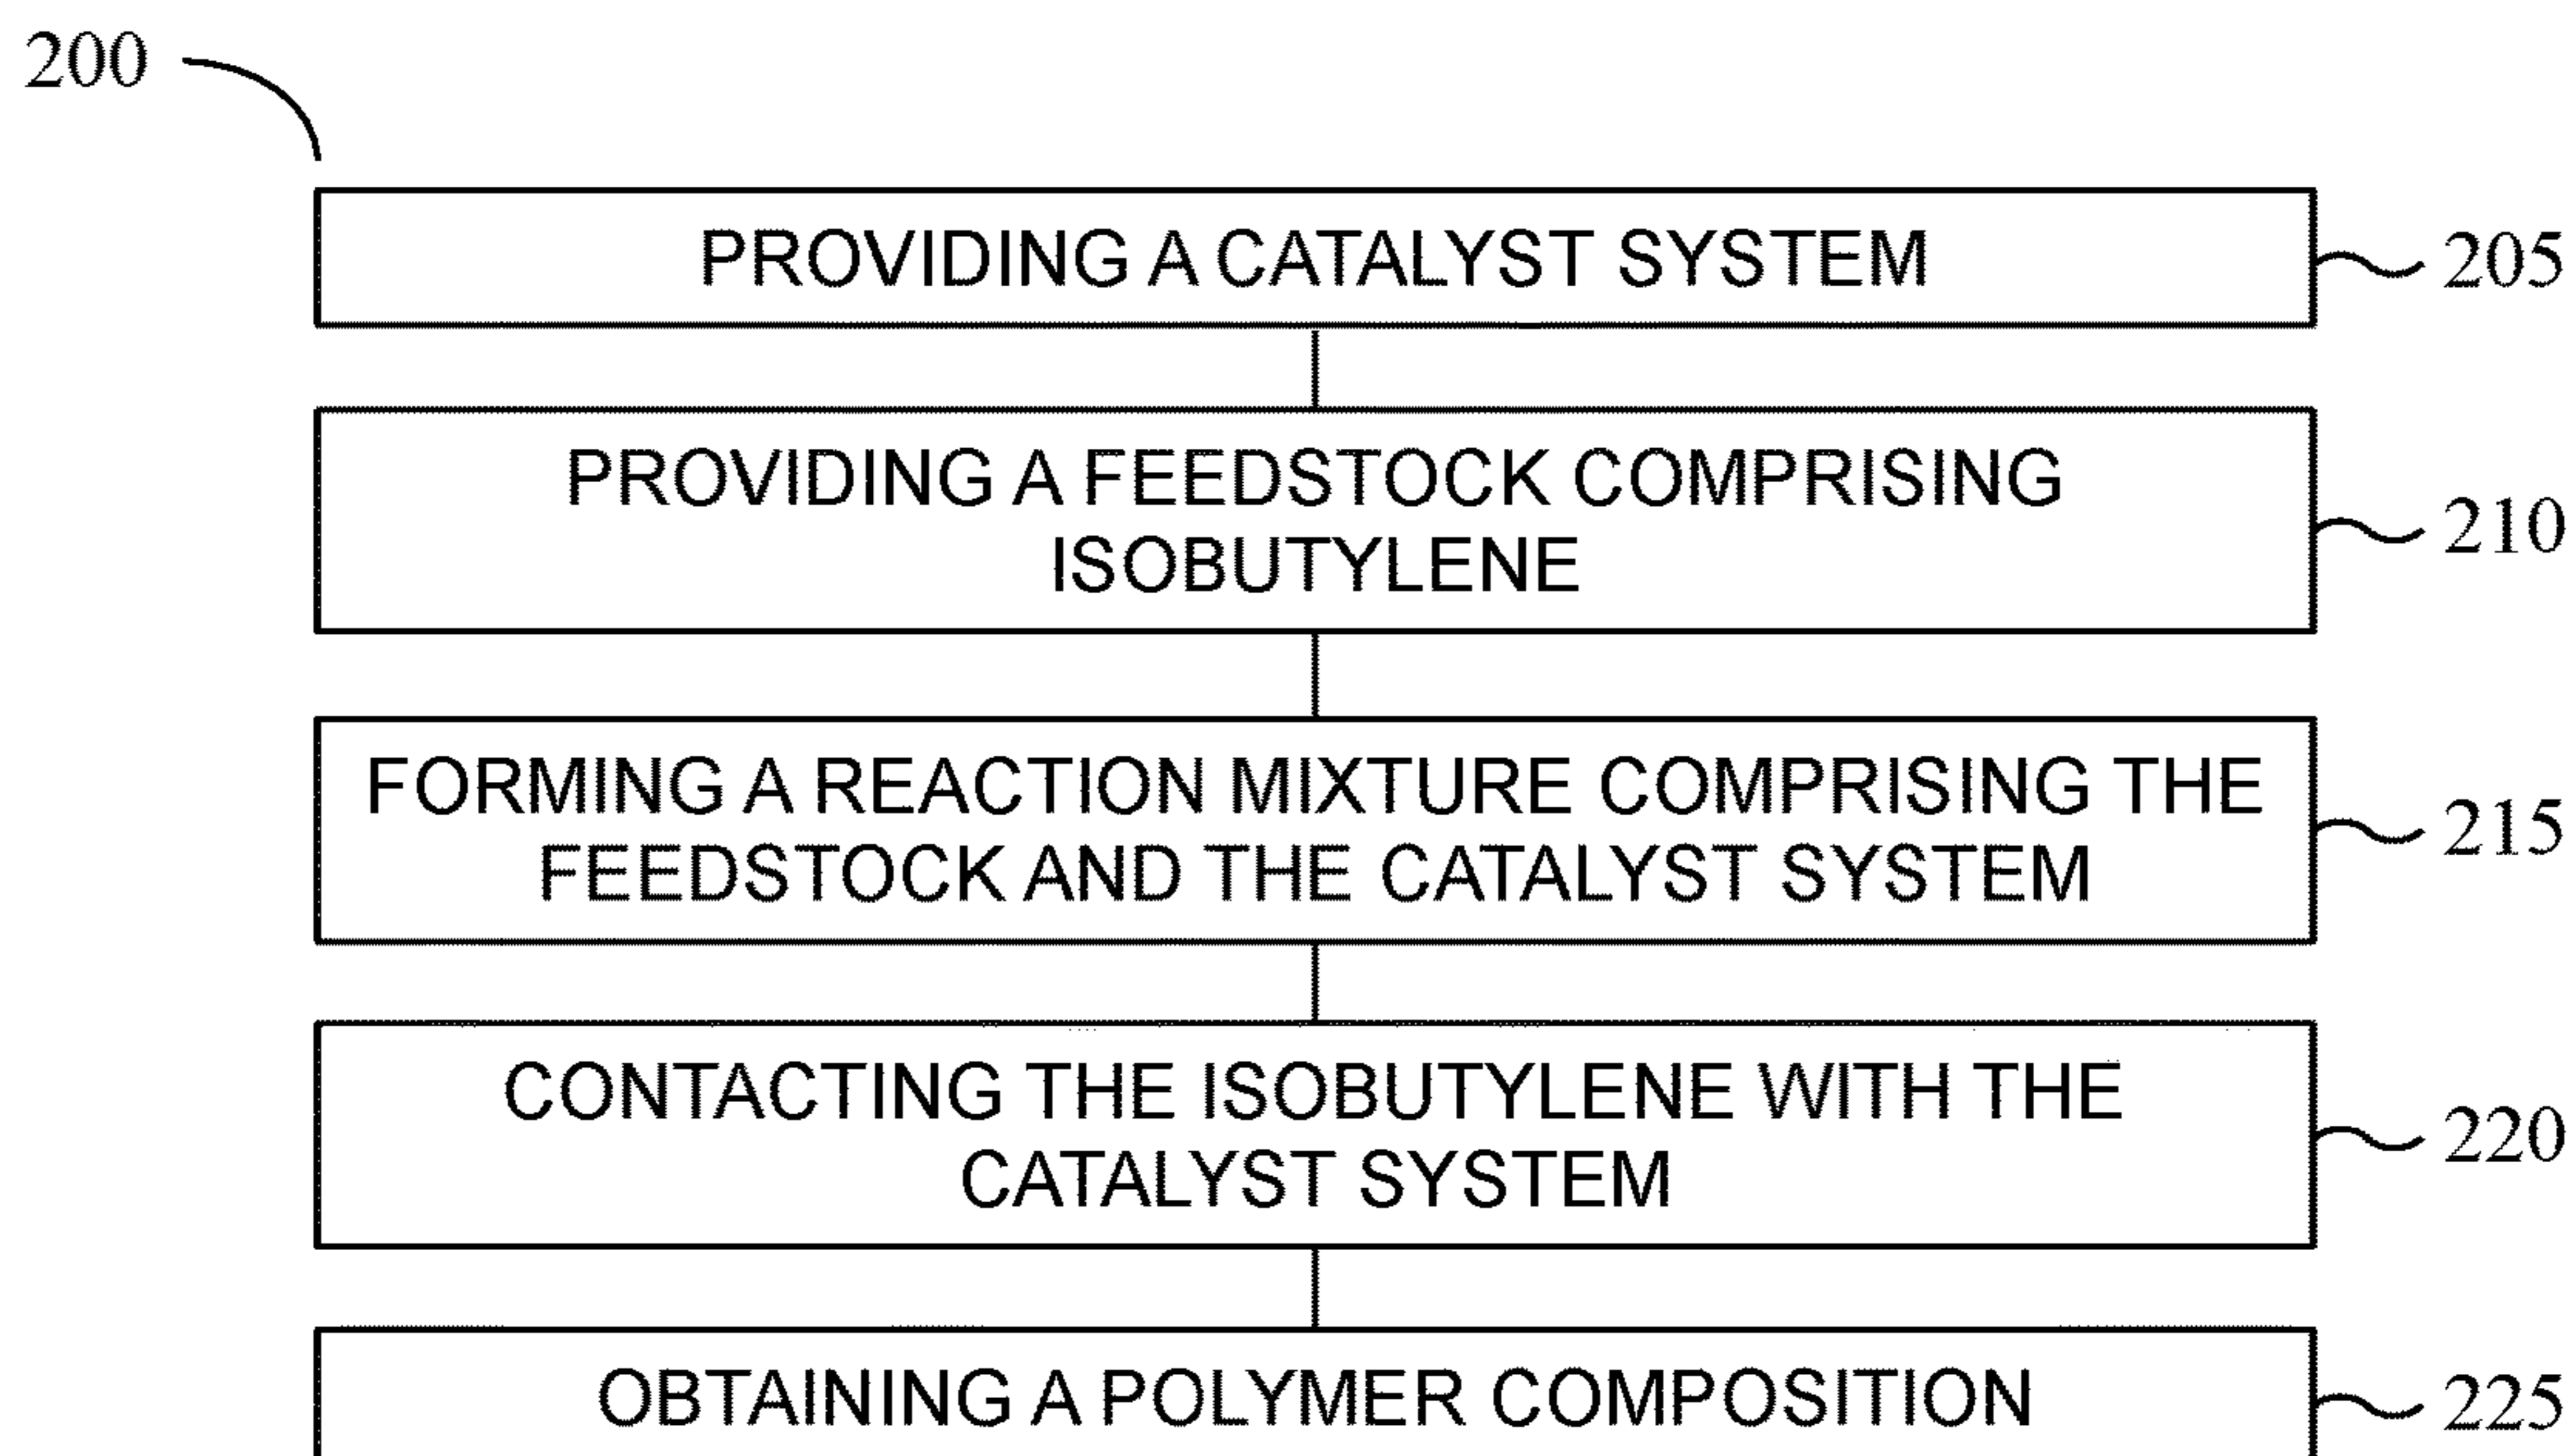 200
PROVIDING A CATALYST SYSTEM
205
PROVIDING A FEEDSTOCK COMPRISING
ISOBUTYLENE
210
FORMING A REACTION MIXTURE COMPRISING THE
FEEDSTOCK AND THE CATALYST SYSTEM
215
CONTACTING THE ISOBUTYLENE WITH THE
CATALYST SYSTEM
220
OBTAINING A POLYMER COMPOSITION
225